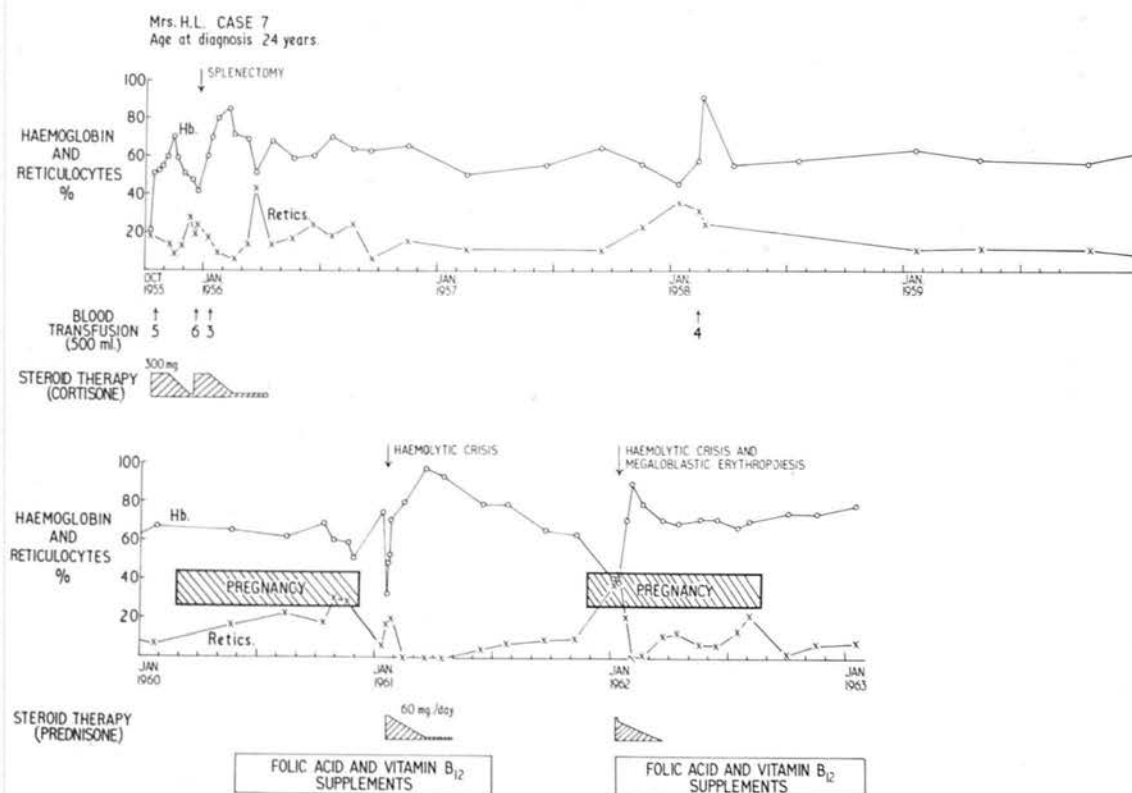 Mrs. H.L. CASE 7
Age at diagnosis 24 years.
SPLENECTOMY
100
80
60
40
20
HAEMOGLOBIN
AND
RETICULOCYTES
%
Hb.
Retics.
OCT.
1955
JAN.
1956
JAN.
1957
JAN.
1958
JAN.
1959
BLOOD
TRANSFUSION
(500 ml.)
5
6
3
4
STEROID THERAPY
(CORTISONE)
300 mg
HAEMOLYTIC CRISIS
HAEMOLYTIC CRISIS AND
MEGALOBLASTIC ERYTHROPOIESIS
100
80
60
40
20
HAEMOGLOBIN
AND
RETICULOCYTES
%
Hb.
PREGNANCY
PREGNANCY
Retics.
JAN
1960
JAN
1961
JAN
1962
JAN
1963
STEROID THERAPY
(PREDNISONE)
60 mg./day
FOLIC ACID AND VITAMIN B12
SUPPLEMENTS
FOLIC ACID AND VITAMIN B12
SUPPLEMENTS